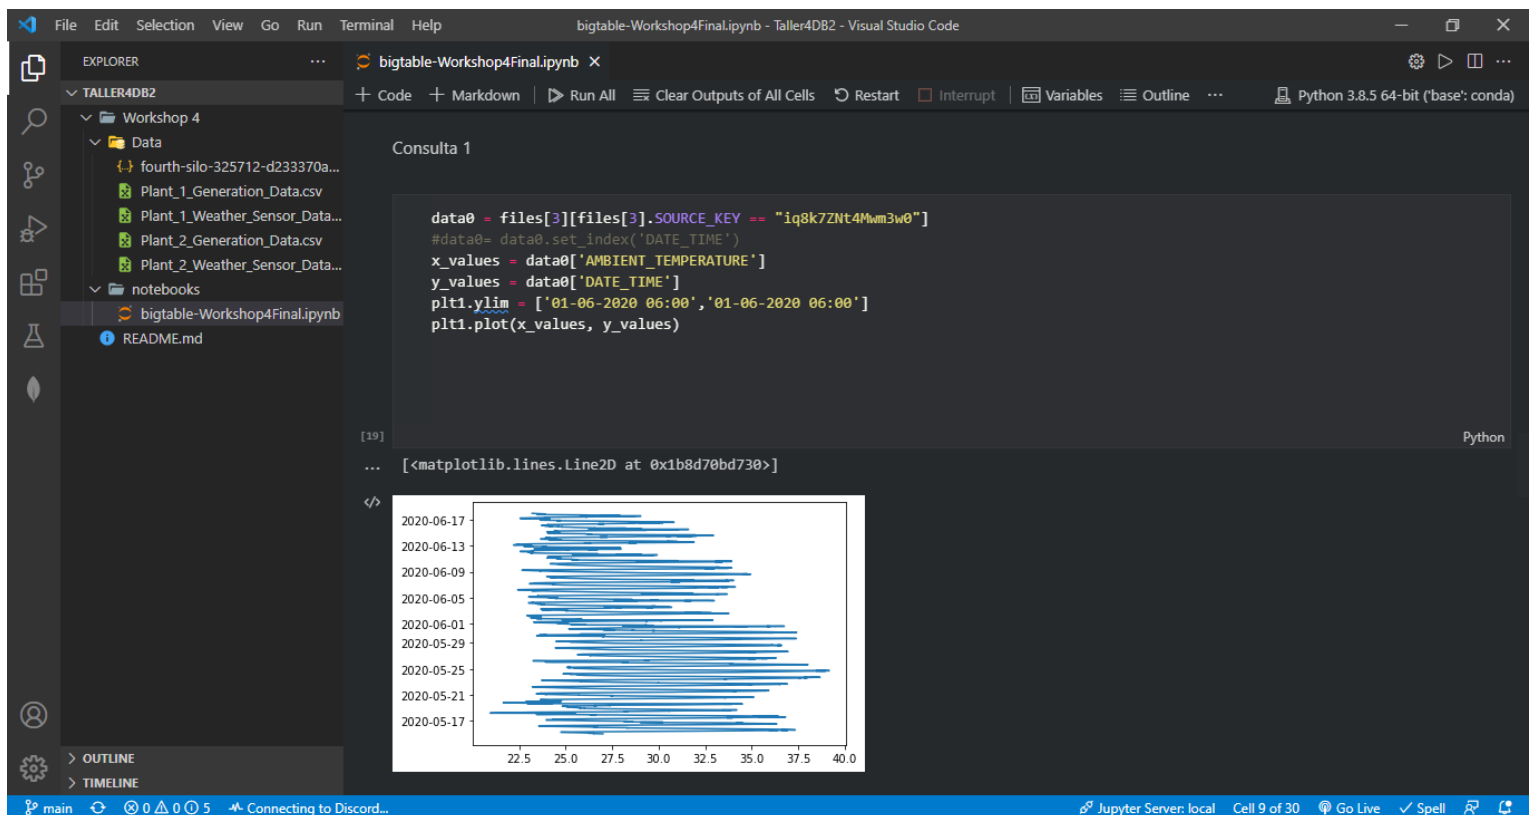 File Edit Selection View Go Run Terminal Help bigtable-Workshop4Final.ipynb - Taller4DB2 - Visual Studio Code
EXPLORER ···
bigtable-Workshop4Final.ipynb ×
TALLER4DB2
+ Code + Markdown Run All Clear Outputs of All Cells Restart Interrupt Variables Outline ··· Python 3.8.5 64-bit ('base': conda)
Workshop 4
Data
{..} fourth-silo-325712-d233370a...
Plant_1_Generation_Data.csv
Plant_1_Weather_Sensor_Data...
Plant_2_Generation_Data.csv
Plant_2_Weather_Sensor_Data...
notebooks
bigtable-Workshop4Final.ipynb
README.md
OUTLINE
TIMELINE
Consulta 1
data0 = files[3][files[3].SOURCE_KEY == "iq8k7ZNt4Mwm3w0"]
#data0= data0.set_index('DATE_TIME')
x_values = data0['AMBIENT_TEMPERATURE']
y_values = data0['DATE_TIME']
plt1.ylim = ['01-06-2020 06:00','01-06-2020 06:00']
plt1.plot(x_values, y_values)
[19] Python
... [<matplotlib.lines.Line2D at 0x1b8d70bd730>]
</>
2020-06-17
2020-06-13
2020-06-09
2020-06-05
2020-06-01
2020-05-29
2020-05-25
2020-05-21
2020-05-17
22.5 25.0 27.5 30.0 32.5 35.0 37.5 40.0
main 0 0 5 Connecting to Discord... Jupyter Server: local Cell 9 of 30 Go Live Spell